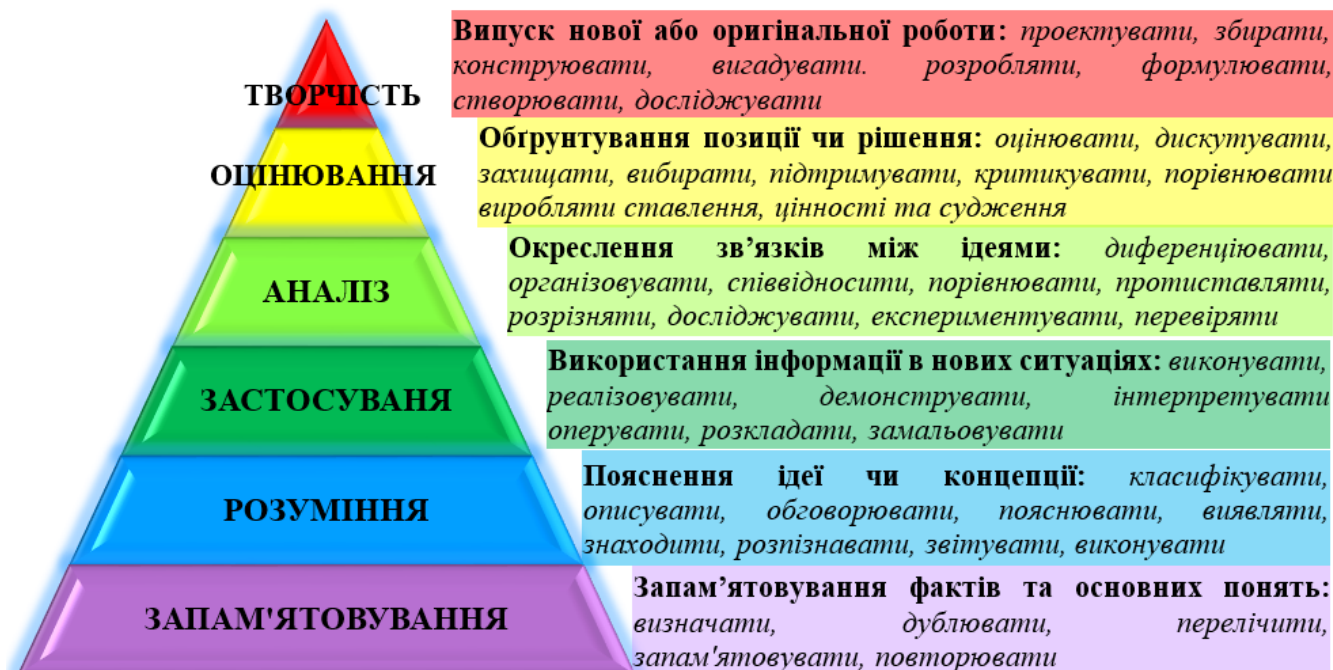 Випуск нової або оригінальної роботи: проектувати, збирати,
конструювати, вигадувати. розробляти, формулювати,
створювати, досліджувати
ТВОРЧІСТЬ
Обґрунтування позиції чи рішення: оцінювати, дискутувати,
захищати, вибирати, підтримувати, критикувати, порівнювати
виробляти ставлення, цінності та судження
ОЦІНЮВАННЯ
Окреслення зв’язків між ідеями: диференціювати,
організовувати, співвідносити, порівнювати, протиставляти,
розрізняти, досліджувати, експериментувати, перевіряти
АНАЛІЗ
Використання інформації в нових ситуаціях: виконувати,
реалізовувати, демонструвати, інтерпретувати
оперувати, розкладати, замальовувати
ЗАСТОСУВАНЯ
Пояснення ідеї чи концепції: класифікувати,
описувати, обговорювати, пояснювати, виявляти,
знаходити, розпізнавати, звітувати, виконувати
РОЗУМІННЯ
Запам’ятовування фактів та основних понять:
визначати, дублювати, перелічити,
запам'ятовувати, повторювати
ЗАПАМ'ЯТОВУВАННЯ